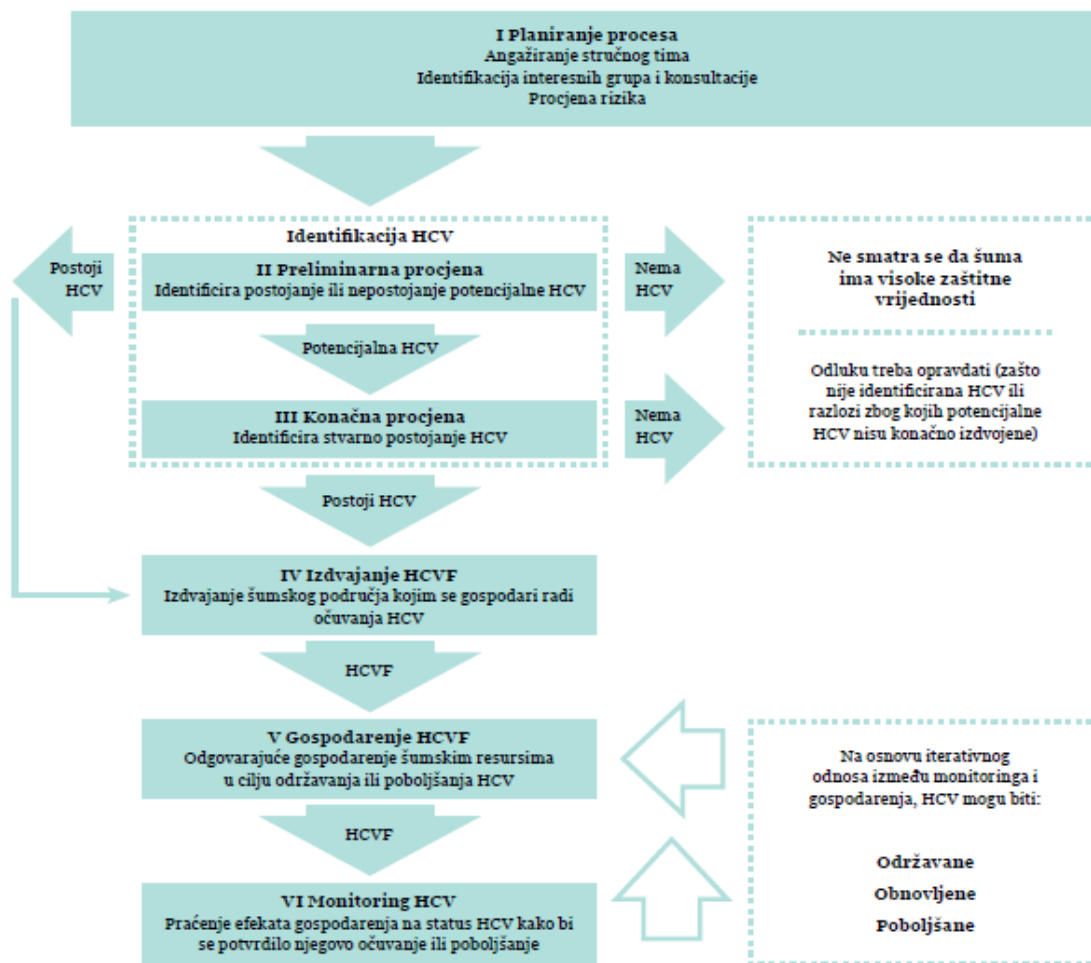 I Planiranje procesa
Angažiranje stručnog tima
Identifikacija interesnih grupa i konsultacije
Procjena rizika
Identifikacija HCV
Postoji
HCV
II Preliminarna procjena
Identificira postojanje ili nepostojanje potencijalne HCV
Nema
HCV
Ne smatra se da šuma
ima visoke zaštitne
vrijednosti
Potencijalna HCV
Odluku treba opravdati (zašto
nije identificirana HCV ili
razlozi zbog kojih potencijalne
HCV nisu konačno izdvojene)
III Konačna procjena
Identificira stvarno postojanje HCV
Nema
HCV
Postoji HCV
IV Izdvajanje HCVF
Izdvajanje šumskog područja kojim se gospodari radi
očuvanja HCV
HCVF
V Gospodarenje HCVF
Odgovarajuće gospodarenje šumskim resursima
u cilju održavanja ili poboljšanja HCV
HCVF
Na osnovu iterativnog
odnosa između monitoringa i
gospodarenja, HCV mogu biti:
Održavane
Obnovljene
Poboljšane
VI Monitoring HCV
Praćenje efekata gospodarenja na status HCV kako bi
se potvrdilo njegovo očuvanje ili poboljšanje